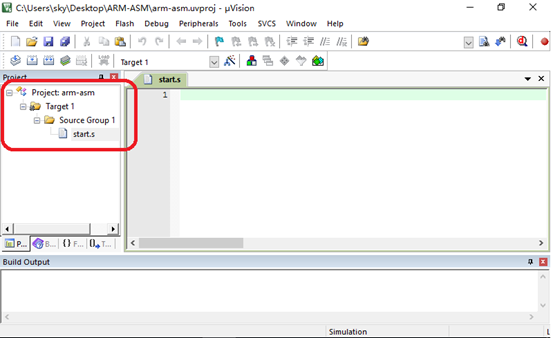 C:\Users\sky\Desktop\ARM-ASM\arm-asm.uvproj - µVision
File Edit View Project Flash Debug Peripherals Tools SVCS Window Help
LOAD Target 1
Project
start.s
Project: arm-asm
Target 1
Source Group 1
start.s
1
P... B... {} F... T...
Build Output
Simulation